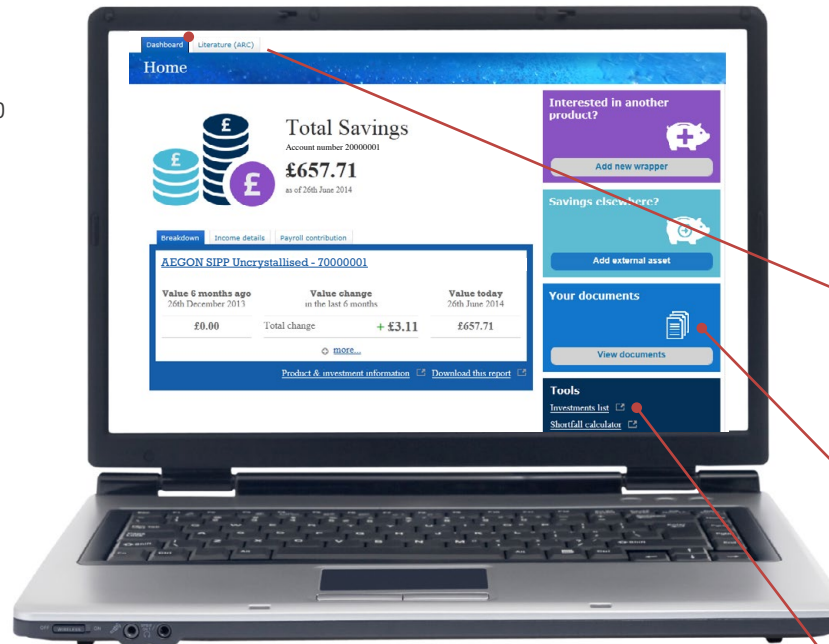 Dashboard
Literature (ARC)
Home
Total Savings
Account number 20000001
£657.71
as of 26th June 2014
£
£
£
Breakdown
Income details
Payroll contribution
AEGON SIPP Uncrystallised - 70000001
Value 6 months ago
26th December 2013
Value change
in the last 6 months
Value today
26th June 2014
£0.00
Total change
+ £3.11
£657.71
more...
Product & investment information
Download this report
Interested in another
product?
Add new wrapper
Savings elsewhere?
Add external asset
Your documents
View documents
Tools
Investments list
Shortfall calculator